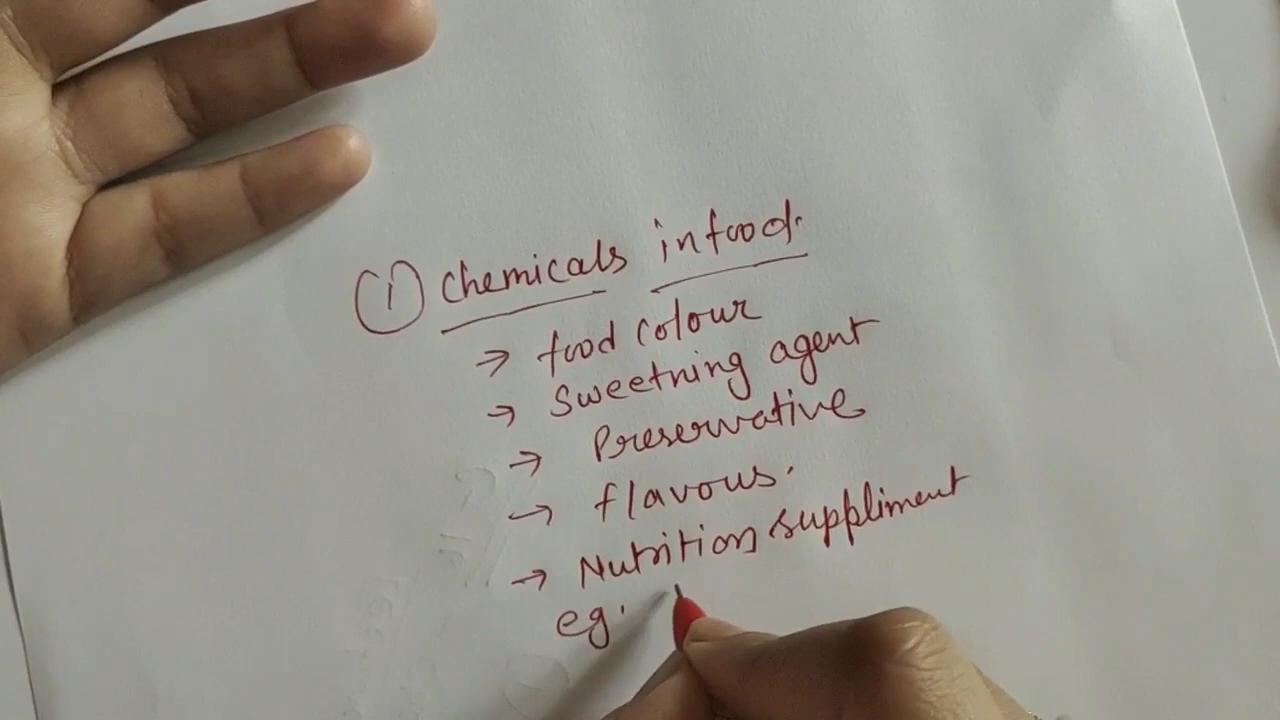 ① Chemicals in food.
→ food colour
→ Sweetning agent
→ Preservative
→ flavous.
→ Nutrition suppliment
eg.